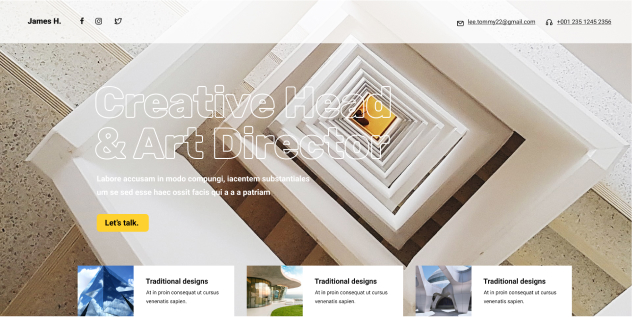 James H.
lee.tommy22@gmail.com
+001 235 1245 2356
Creative Head
& Art Director
Labore accusam in modo compungi, iacentem substantiales
um se sed esse haec ossit facis qui a a a patriam
Let's talk.
Traditional designs
At in proin consequat ut cursus
venenatis sapien.
Traditional designs
At in proin consequat ut cursus
venenatis sapien.
Traditional designs
At in proin consequat ut cursus
venenatis sapien.